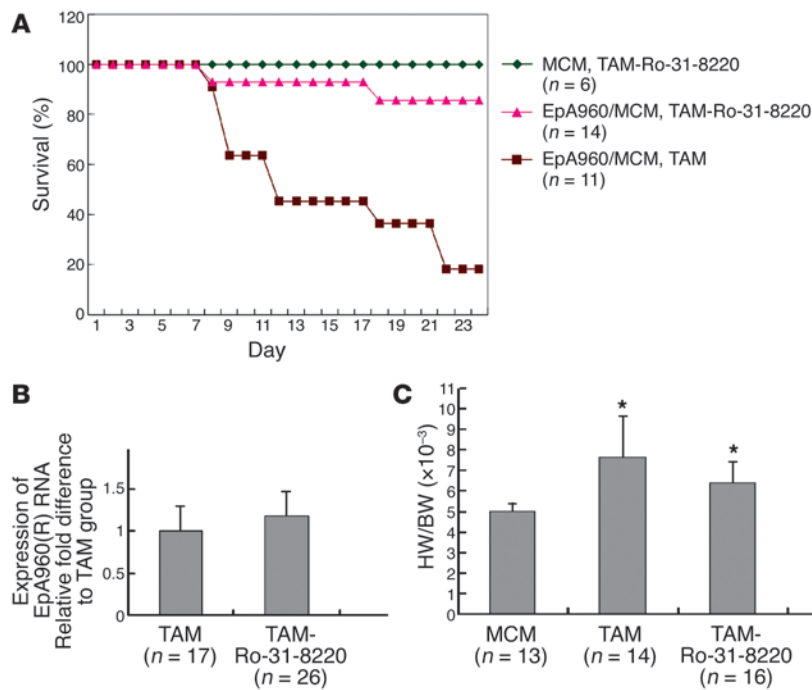 A
120
100
80
60
40
20
0
Survival (%)
1 3 5 7 9 11 13 15 17 19 21 23
Day
MCM, TAM-Ro-31-8220
(n = 6)
EpA960/MCM, TAM-Ro-31-8220
(n = 14)
EpA960/MCM, TAM
(n = 11)
B
Expression of
EpA960(R) RNA
Relative fold difference
to TAM group
1.5
1
0.5
0
TAM
(n = 17)
TAM-
Ro-31-8220
(n = 26)
C
HW/BW (×10⁻³)
11
10
9
8
7
6
5
4
3
2
1
0
*
*
MCM
(n = 13)
TAM
(n = 14)
TAM-
Ro-31-8220
(n = 16)